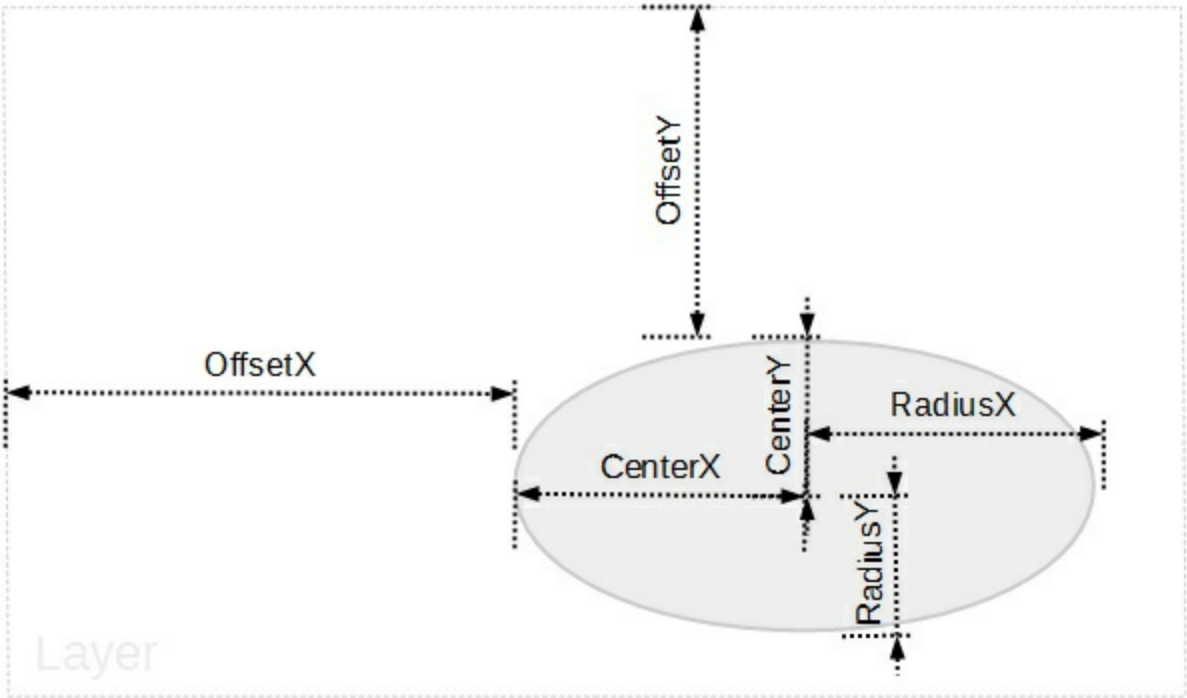 OffsetY
OffsetX
CenterY
RadiusX
CenterX
RadiusY
Layer